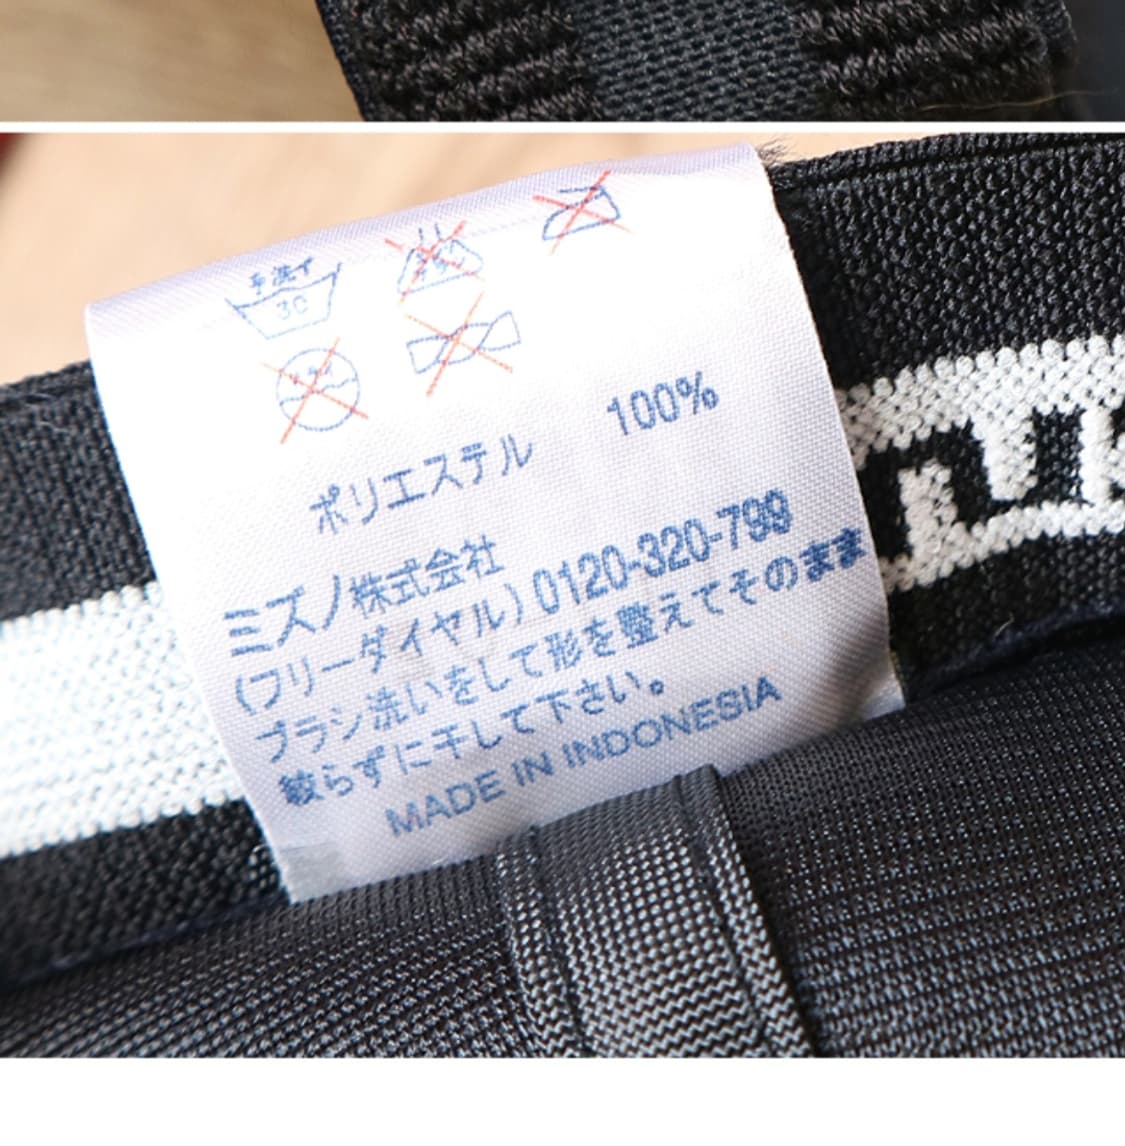 手洗イ
30
ポリエステル 100%
ミズノ株式会社
(フリーダイヤル) 0120-320-799
ブラシ洗いをして形を整えてそのまま
絞らずに干して下さい。
MADE IN INDONESIA